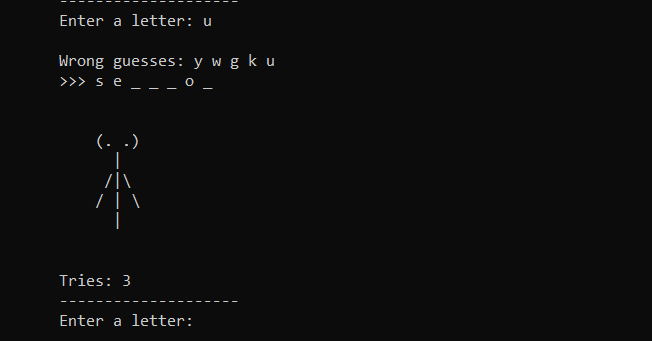 ---------------------
Enter a letter: u
Wrong guesses: y w g k u
>>> s e _ _ _ o _
(. .)
|
/|\
/ | \
|
Tries: 3
---------------------
Enter a letter: